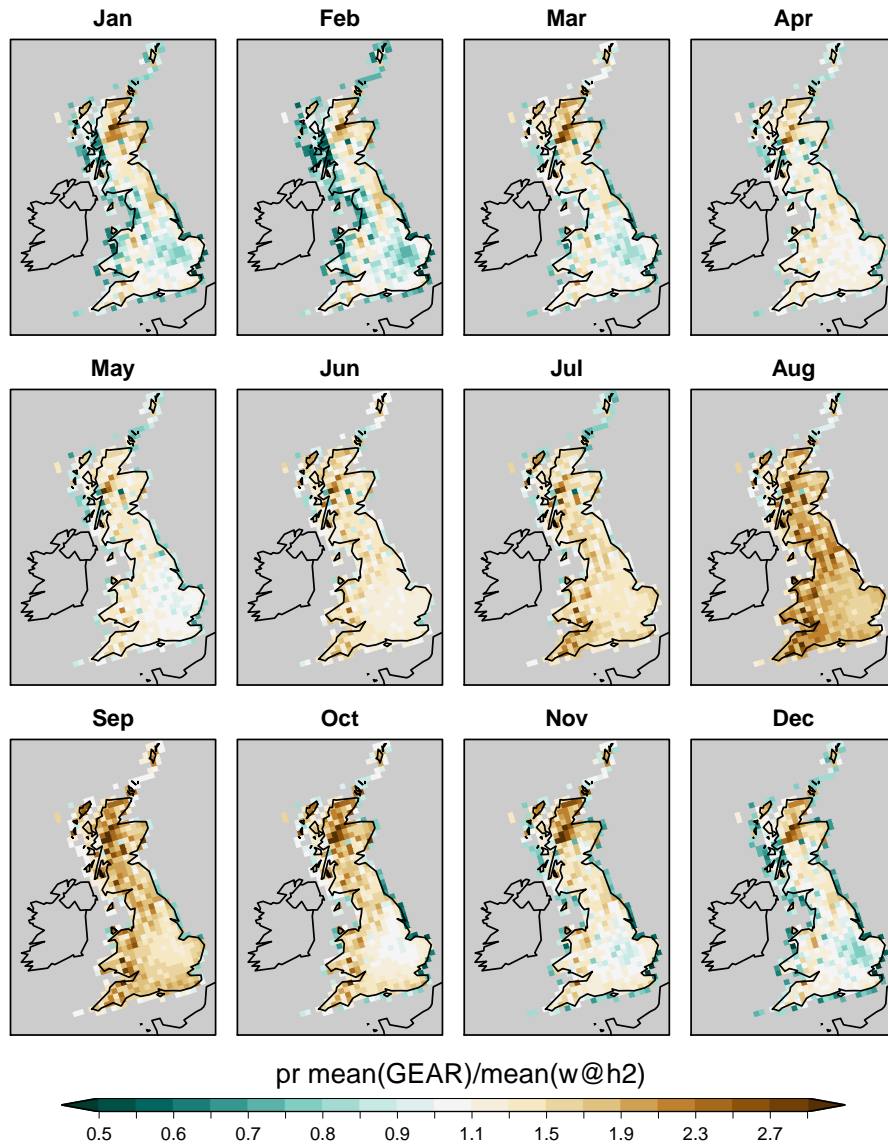 Jan Feb Mar Apr
May Jun Jul Aug
Sep Oct Nov Dec
pr mean(GEAR)/mean(w@h2)
0.5 0.6 0.7 0.8 0.9 1.1 1.5 1.9 2.3 2.7